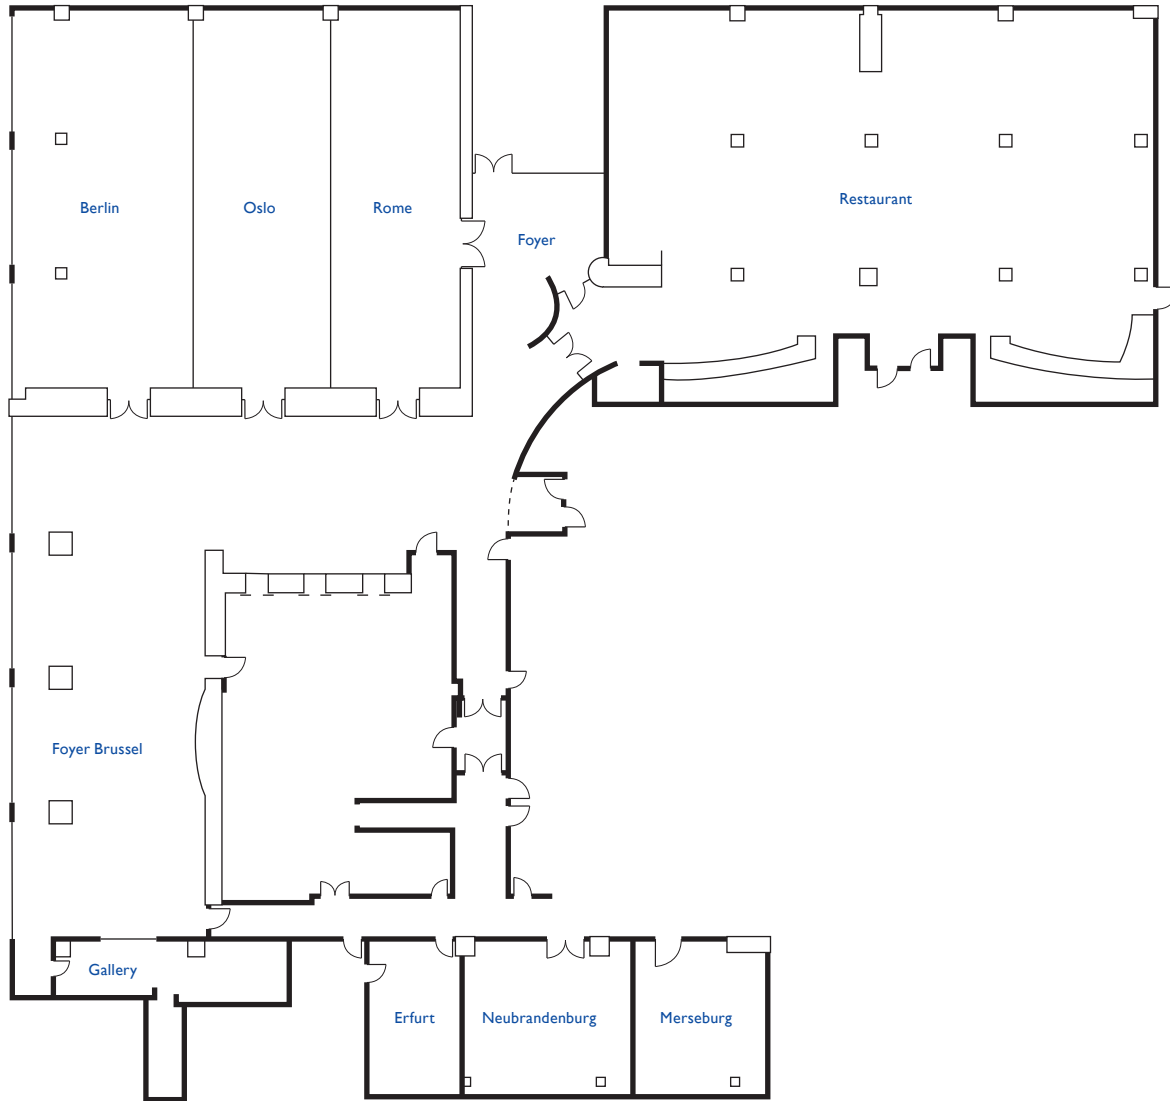 Berlin
Oslo
Rome
Restaurant
Foyer
Foyer Brussel
Gallery
Erfurt
Neubrandenburg
Merseburg